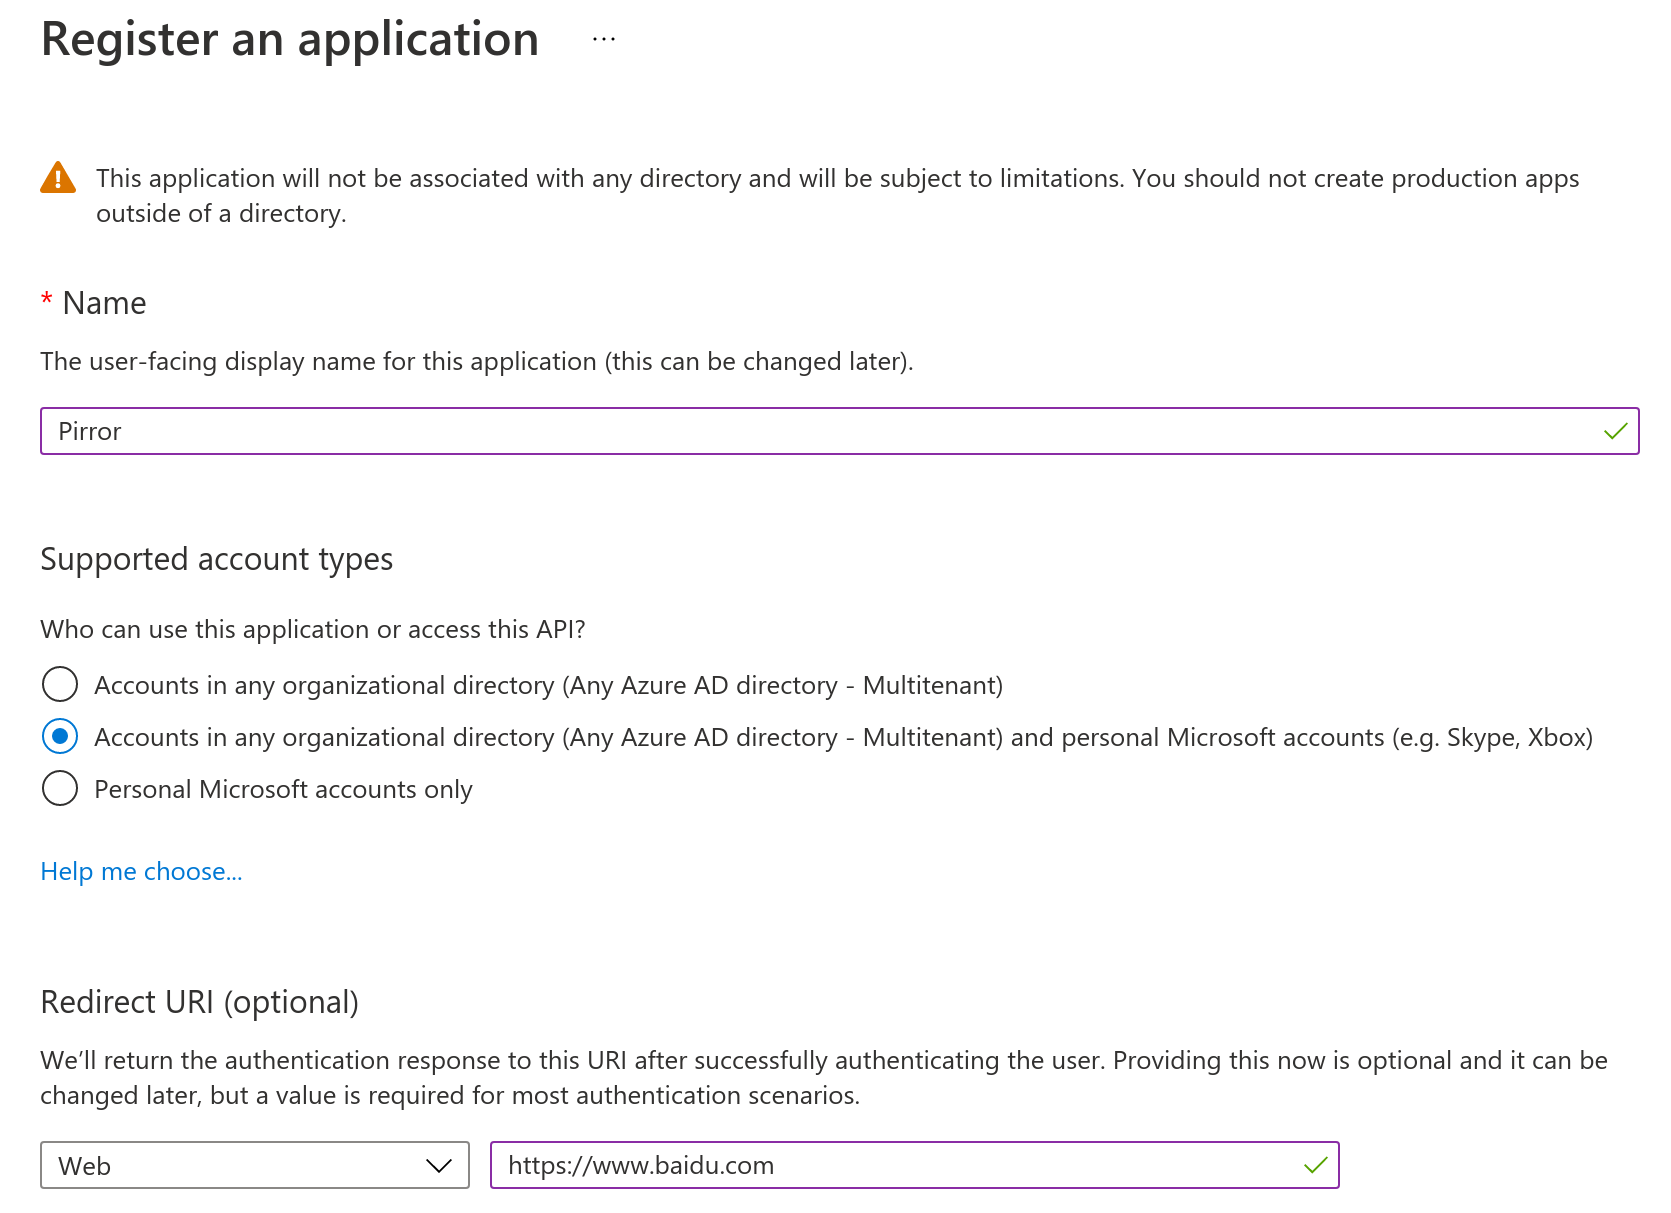 Register an application ...
This application will not be associated with any directory and will be subject to limitations. You should not create production apps
outside of a directory.
* Name
The user-facing display name for this application (this can be changed later).
Pirror
Supported account types
Who can use this application or access this API?
Accounts in any organizational directory (Any Azure AD directory - Multitenant)
Accounts in any organizational directory (Any Azure AD directory - Multitenant) and personal Microsoft accounts (e.g. Skype, Xbox)
Personal Microsoft accounts only
Help me choose...
Redirect URI (optional)
We’ll return the authentication response to this URI after successfully authenticating the user. Providing this now is optional and it can be
changed later, but a value is required for most authentication scenarios.
Web https://www.baidu.com